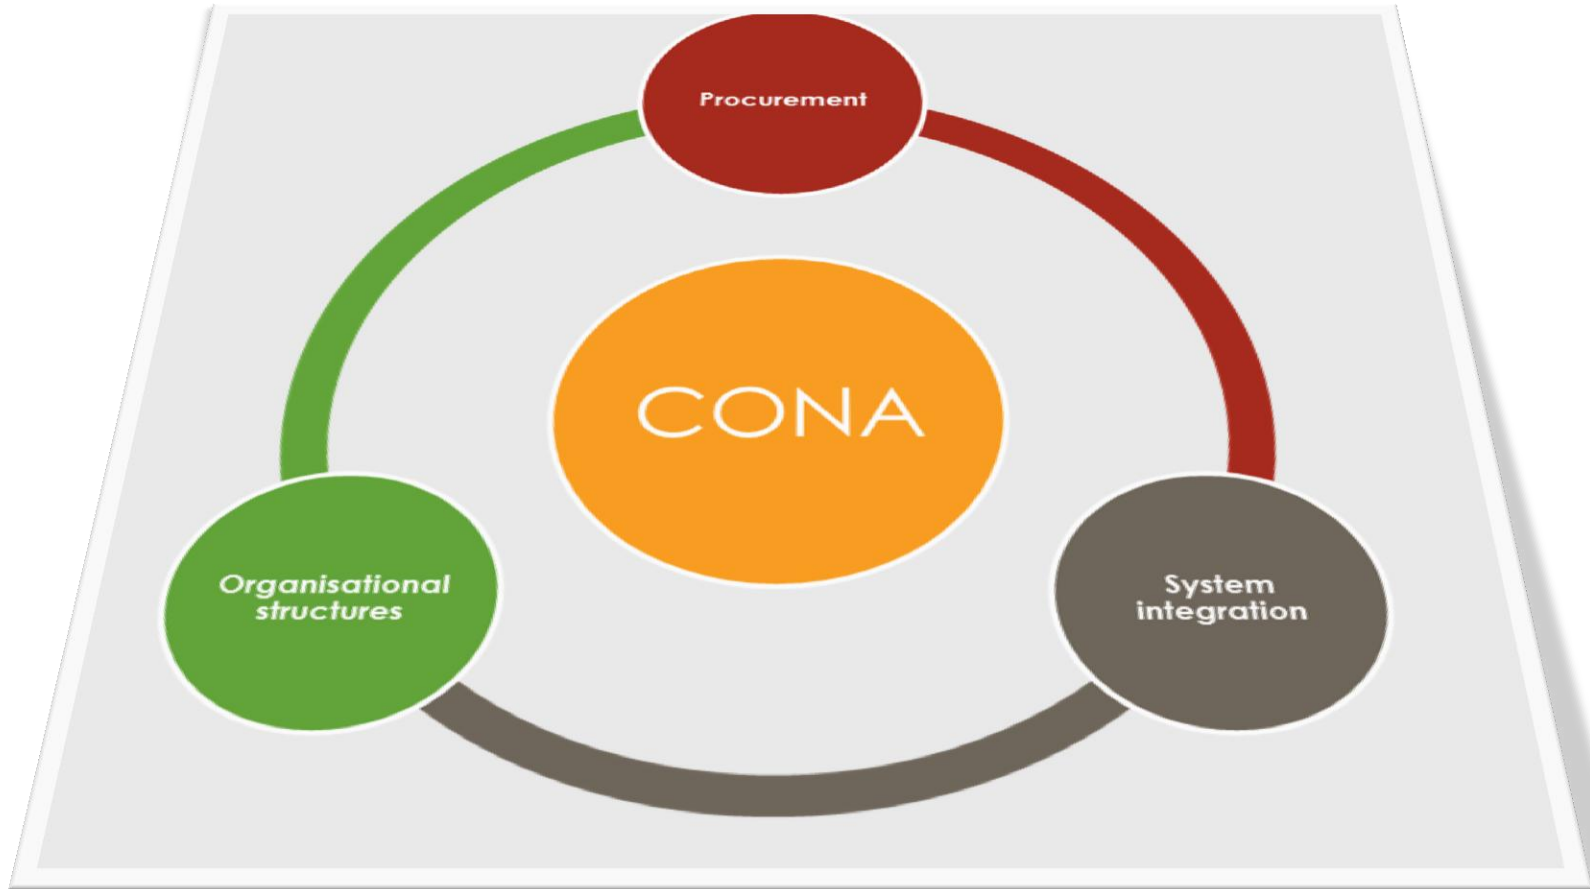 Procurement
CONA
Organisational
structures
System
integration